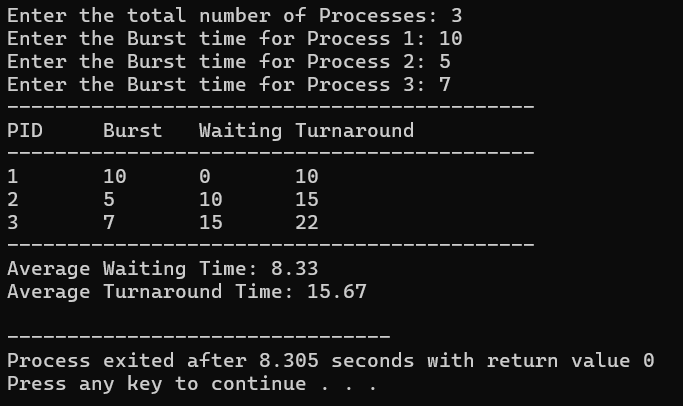 Enter the total number of Processes: 3
Enter the Burst time for Process 1: 10
Enter the Burst time for Process 2: 5
Enter the Burst time for Process 3: 7
--------------------------------------------
PID     Burst   Waiting Turnaround
--------------------------------------------
1       10      0       10
2       5       10      15
3       7       15      22
--------------------------------------------
Average Waiting Time: 8.33
Average Turnaround Time: 15.67

--------------------------------
Process exited after 8.305 seconds with return value 0
Press any key to continue . . .